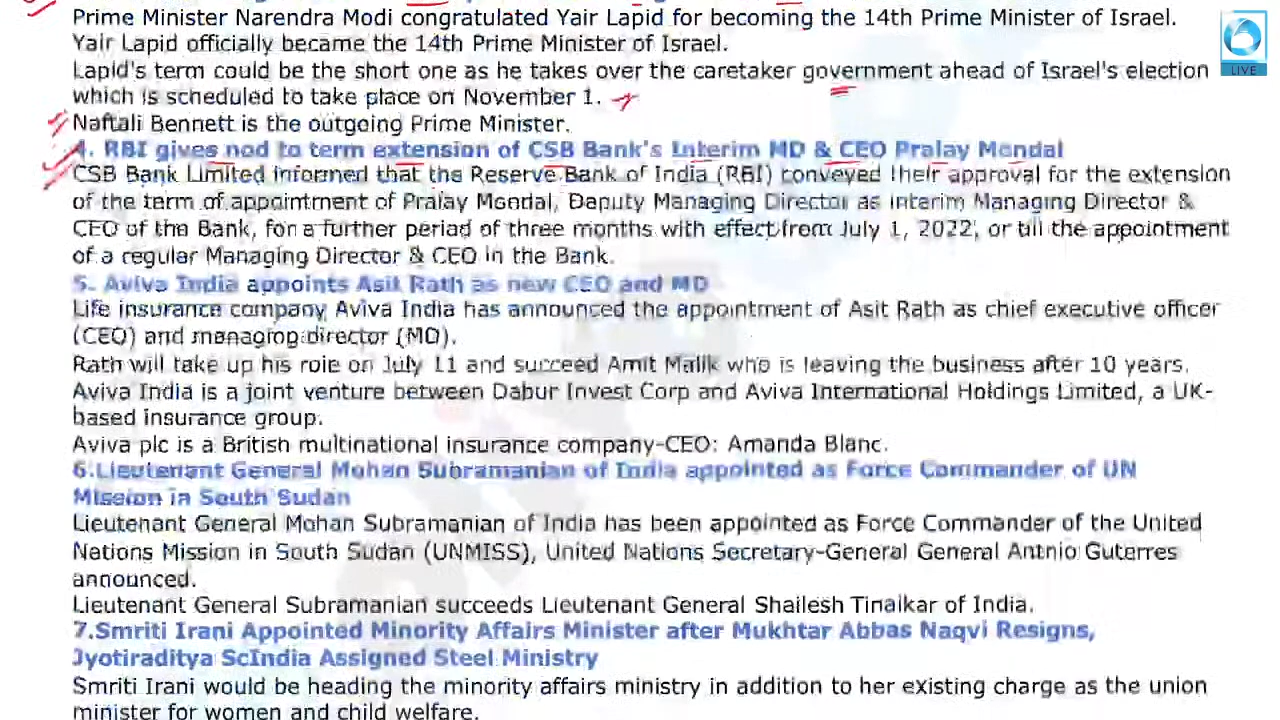 Prime Minister Narendra Modi congratulated Yair Lapid for becoming the 14th Prime Minister of Israel.
Yair Lapid officially became the 14th Prime Minister of Israel.
Lapid's term could be the short one as he takes over the caretaker government ahead of Israel's election
which is scheduled to take place on November 1.
Naftali Bennett is the outgoing Prime Minister.
4. RBI gives nod to term extension of CSB Bank's Interim MD & CEO Pralay Mondal
CSB Bank Limited informed that the Reserve Bank of India (RBI) conveyed their approval for the extension
of the term of appointment of Pralay Mondal, Deputy Managing Director as Interim Managing Director &
CEO of the Bank, for a further period of three months with effect from July 1, 2022, or till the appointment
of a regular Managing Director & CEO in the Bank.
5. Aviva India appoints Asit Rath as new CEO and MD
Life insurance company Aviva India has announced the appointment of Asit Rath as chief executive officer
(CEO) and managing director (MD).
Rath will take up his role on July 11 and succeed Amit Malik who is leaving the business after 10 years.
Aviva India is a joint venture between Dabur Invest Corp and Aviva International Holdings Limited, a UK-
based insurance group.
Aviva plc is a British multinational insurance company-CEO: Amanda Blanc.
6.Lieutenant General Mohan Subramanian of India appointed as Force Commander of UN
Mission in South Sudan
Lieutenant General Mohan Subramanian of India has been appointed as Force Commander of the United
Nations Mission in South Sudan (UNMISS), United Nations Secretary-General General Antnio Guterres
announced.
Lieutenant General Subramanian succeeds Lieutenant General Shailesh Tinaikar of India.
7.Smriti Irani Appointed Minority Affairs Minister after Mukhtar Abbas Naqvi Resigns,
Jyotiraditya ScIndia Assigned Steel Ministry
Smriti Irani would be heading the minority affairs ministry in addition to her existing charge as the union
minister for women and child welfare.
LIVE